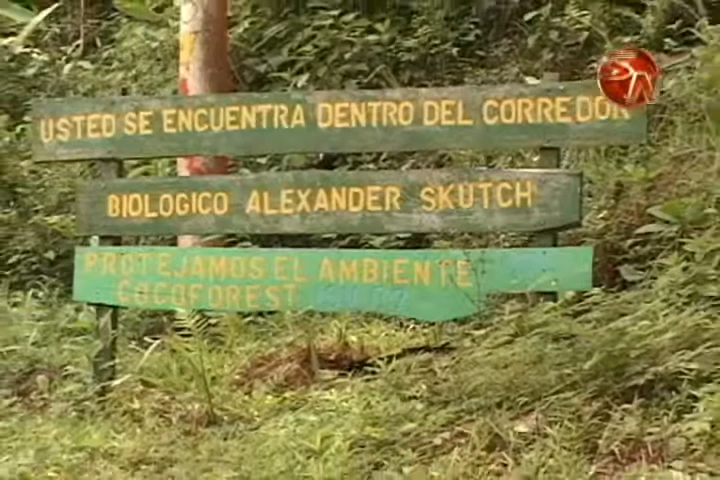 USTED SE ENCUENTRA DENTRO DEL CORREDOR
BIOLOGICO ALEXANDER SKUTCH
PROTEJAMOS EL AMBIENTE
COCOFOREST